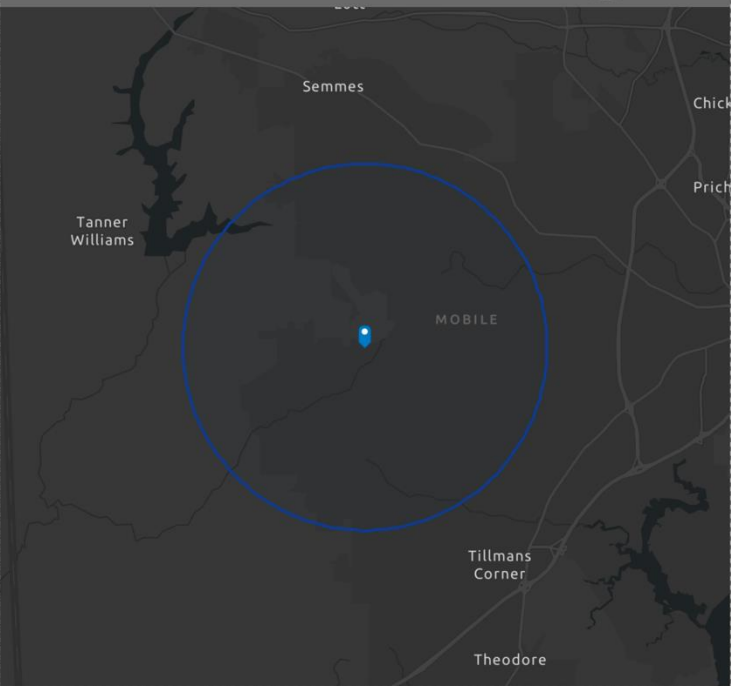 Semmes
Chick
Prich
Tanner
Williams
MOBILE
Tillmans
Corner
Theodore